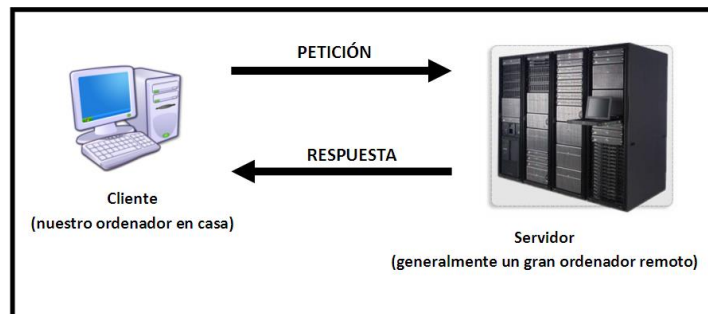 PETICIÓN
RESPUESTA
Cliente
(nuestro ordenador en casa)
Servidor
(generalmente un gran ordenador remoto)